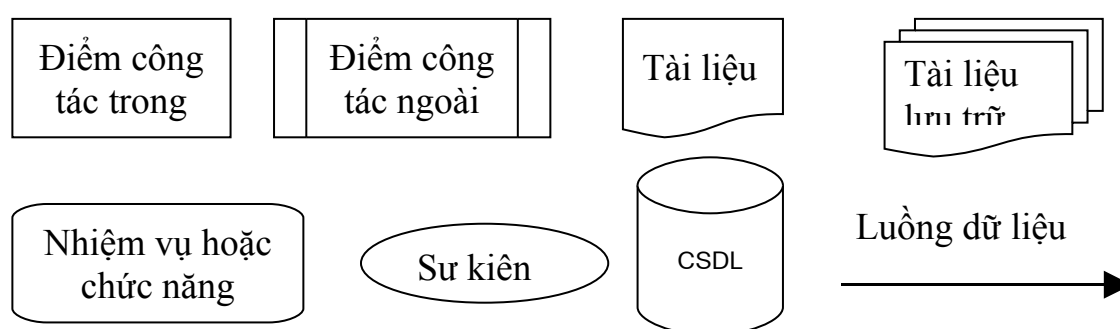 Điểm công
tác trong
Điểm công
tác ngoài
Tài liệu
Tài liệu
lưu trữ
Nhiệm vụ hoặc
chức năng
Sư kiên
CSDL
Luồng dữ liệu